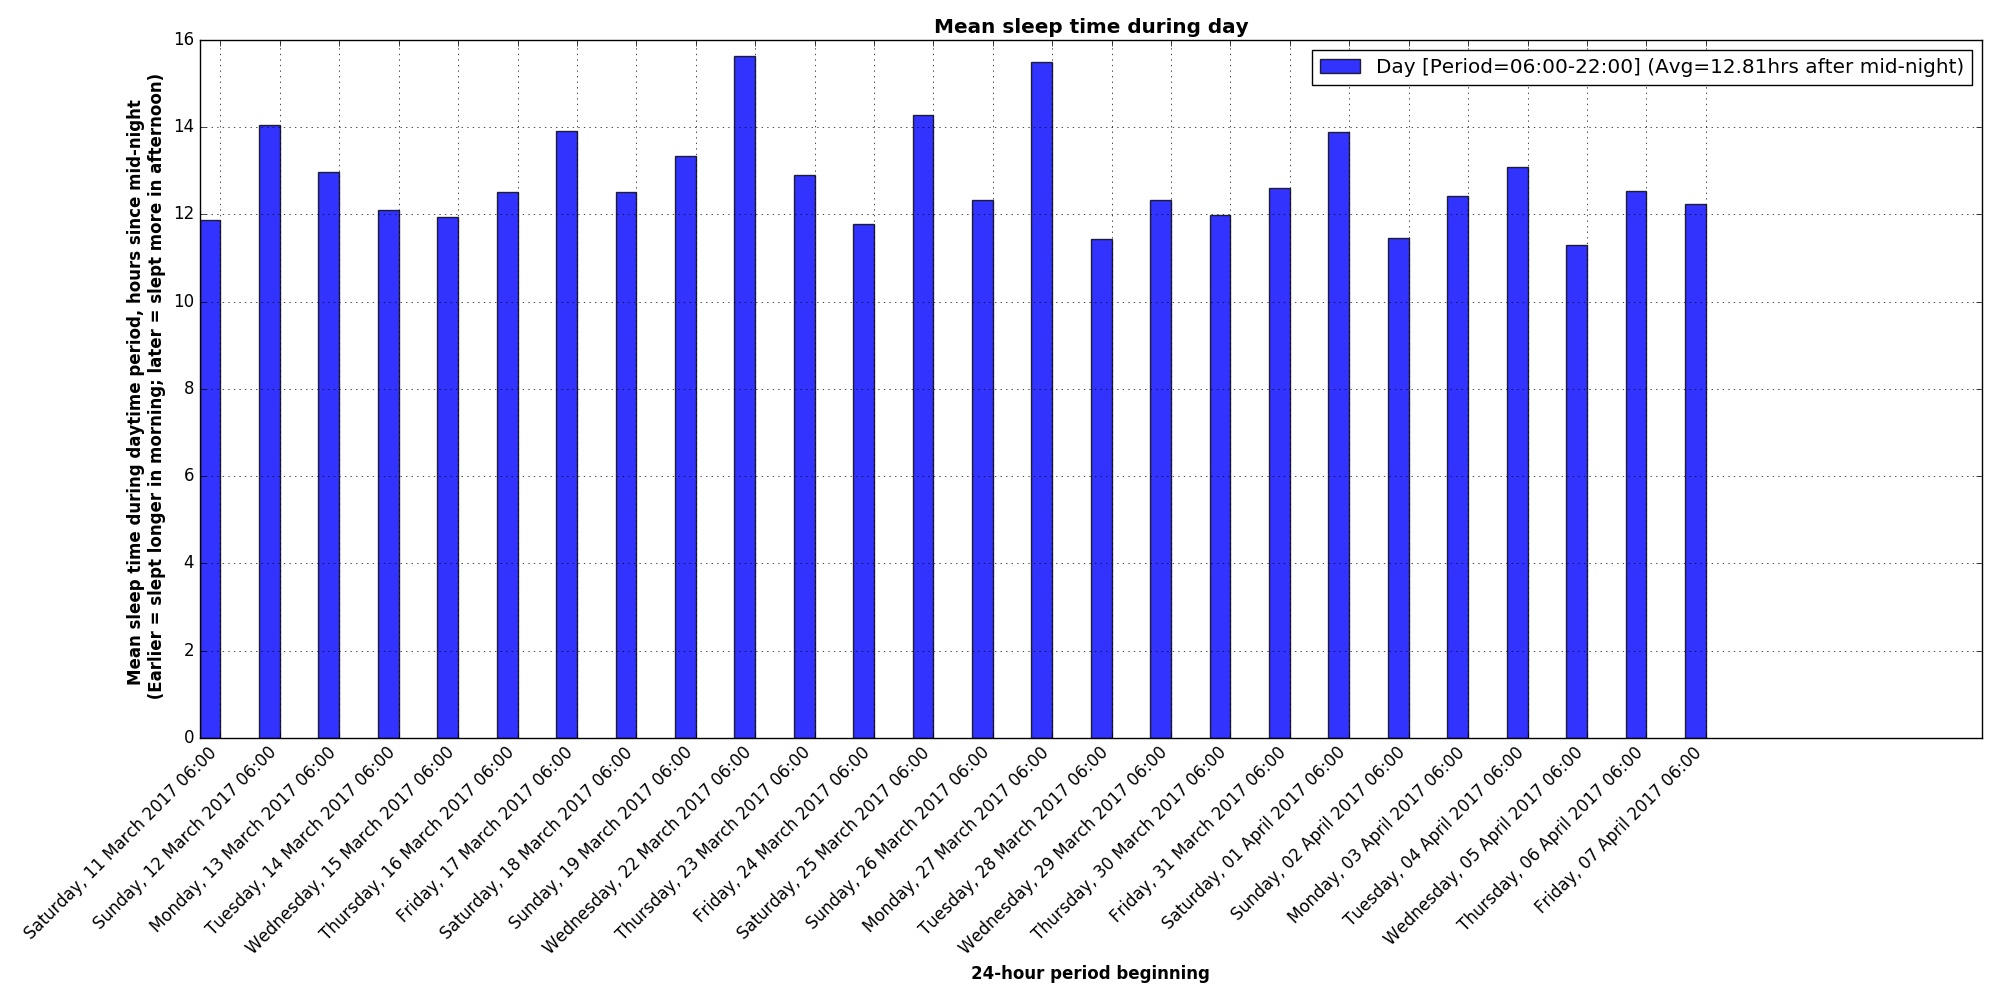 Mean sleep time during day
Day [Period=06:00-22:00] (Avg=12.81hrs after mid-night)
Mean sleep time during daytime period, hours since mid-night
(Earlier = slept longer in morning; later = slept more in afternoon)
16
14
12
10
8
6
4
2
0
Saturday, 11 March 2017 06:00
Sunday, 12 March 2017 06:00
Monday, 13 March 2017 06:00
Tuesday, 14 March 2017 06:00
Wednesday, 15 March 2017 06:00
Thursday, 16 March 2017 06:00
Friday, 17 March 2017 06:00
Saturday, 18 March 2017 06:00
Sunday, 19 March 2017 06:00
Wednesday, 22 March 2017 06:00
Thursday, 23 March 2017 06:00
Friday, 24 March 2017 06:00
Saturday, 25 March 2017 06:00
Sunday, 26 March 2017 06:00
Monday, 27 March 2017 06:00
Tuesday, 28 March 2017 06:00
Wednesday, 29 March 2017 06:00
Thursday, 30 March 2017 06:00
Friday, 31 March 2017 06:00
Saturday, 01 April 2017 06:00
Sunday, 02 April 2017 06:00
Monday, 03 April 2017 06:00
Tuesday, 04 April 2017 06:00
Wednesday, 05 April 2017 06:00
Thursday, 06 April 2017 06:00
Friday, 07 April 2017 06:00
24-hour period beginning